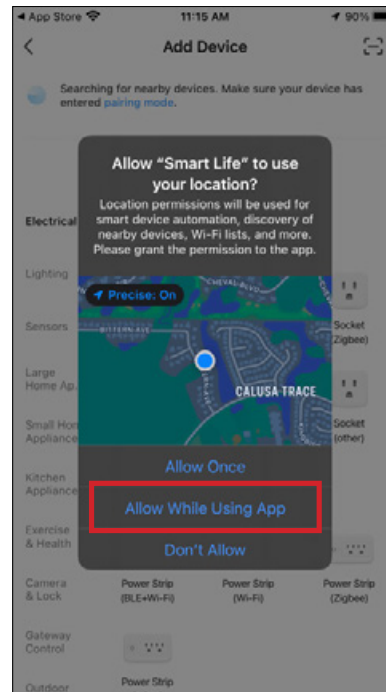 App Store
11:15 AM
90%
Add Device
Searching for nearby devices. Make sure your device has
entered pairing mode.
Allow “Smart Life” to use
your location?
Location permissions will be used for
smart device automation, discovery of
nearby devices, Wi-Fi lists, and more.
Please grant the permission to the app.
Precise: On
CHEVAL BLVD
BITTERN AVE
CALUSA TRACE
Allow Once
Allow While Using App
Don't Allow
Electrical
Lighting
Sensors
Large
Home Ap.
Small Hom
Appliance
Kitchen
Appliance
Exercise
& Health
Camera
& Lock
Gateway
Control
Outdoor
Socket
(Zigbee)
Socket
(other)
Power Strip
(BLE+Wi-Fi)
Power Strip
(Wi-Fi)
Power Strip
(Zigbee)
Power Strip